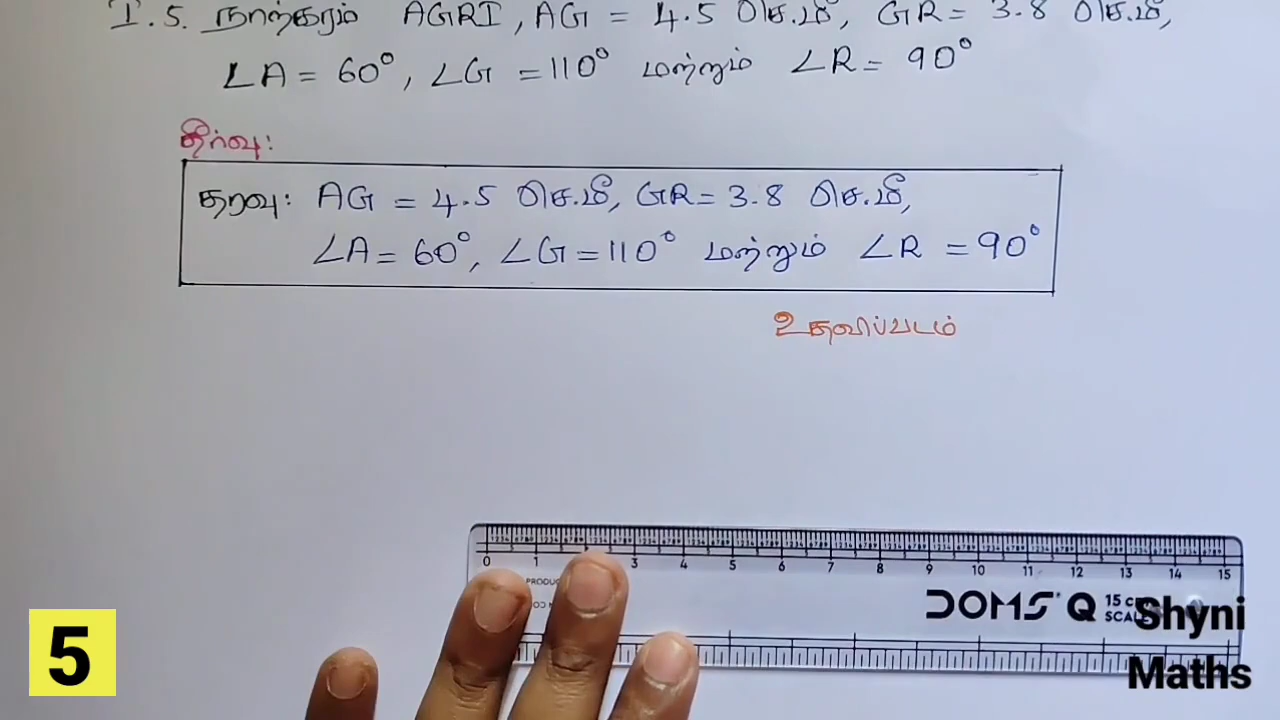 I.5. நாற்கரம் AGRI, AG = 4.5 செ.மீ, GR = 3.8 செ.மீ,
∠A = 60°, ∠G = 110° மற்றும் ∠R = 90°
தீர்வு:
தரவு: AG = 4.5 செ.மீ, GR = 3.8 செ.மீ,
∠A = 60°, ∠G = 110° மற்றும் ∠R = 90°
உதவிப்படம்
0 1 3 4 5 6 7 8 9 10 11 12 13 14 15
DOMS Q 15 c
SCA
Shyni
Maths
5